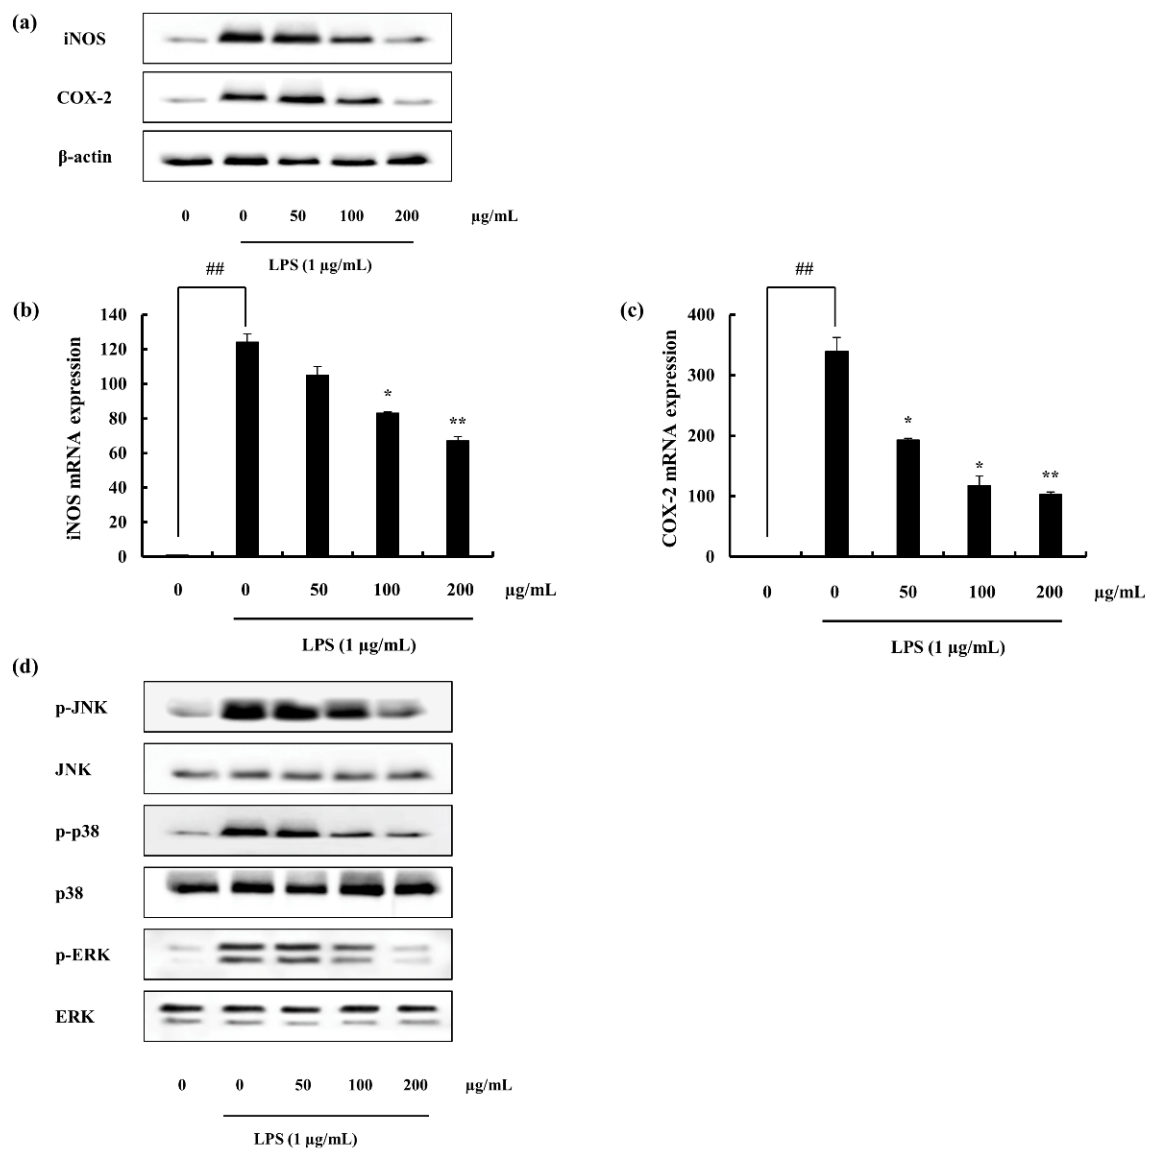 (a)
iNOS
COX-2
β-actin
0 0 50 100 200 µg/mL
LPS (1 µg/mL)
(b)
##
iNOS mRNA expression
140
120
100
80
60
40
20
0
*
**
0 0 50 100 200 µg/mL
LPS (1 µg/mL)
(c)
##
COX-2 mRNA expression
400
300
200
100
0
*
*
**
0 0 50 100 200 µg/mL
LPS (1 µg/mL)
(d)
p-JNK
JNK
p-p38
p38
p-ERK
ERK
0 0 50 100 200 µg/mL
LPS (1 µg/mL)